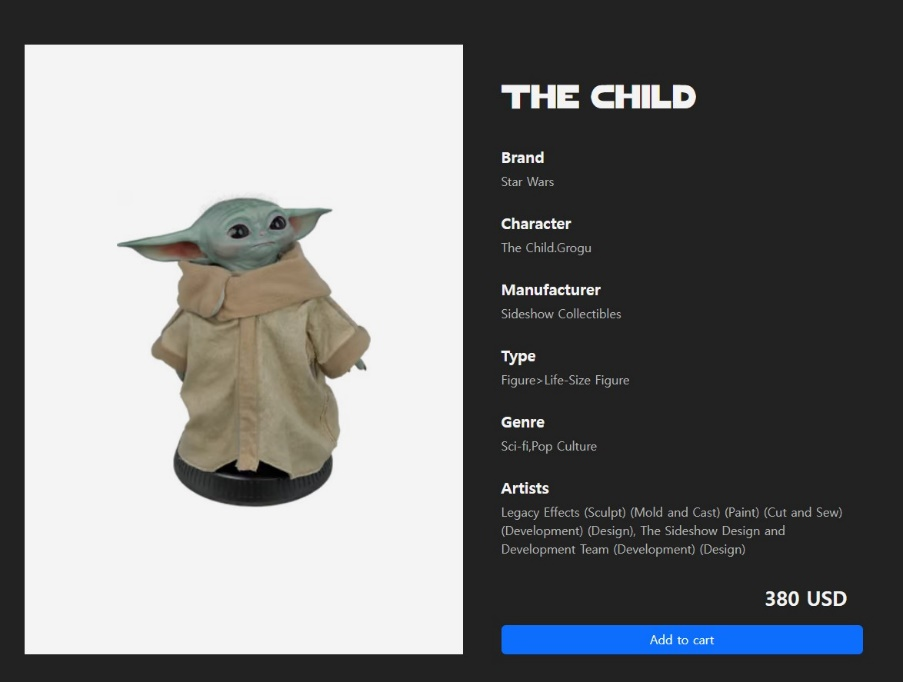 THE CHILD
Brand
Star Wars
Character
The Child.Grogu
Manufacturer
Sideshow Collectibles
Type
Figure>Life-Size Figure
Genre
Sci-fi,Pop Culture
Artists
Legacy Effects (Sculpt) (Mold and Cast) (Paint) (Cut and Sew)
(Development) (Design), The Sideshow Design and
Development Team (Development) (Design)
380 USD
Add to cart